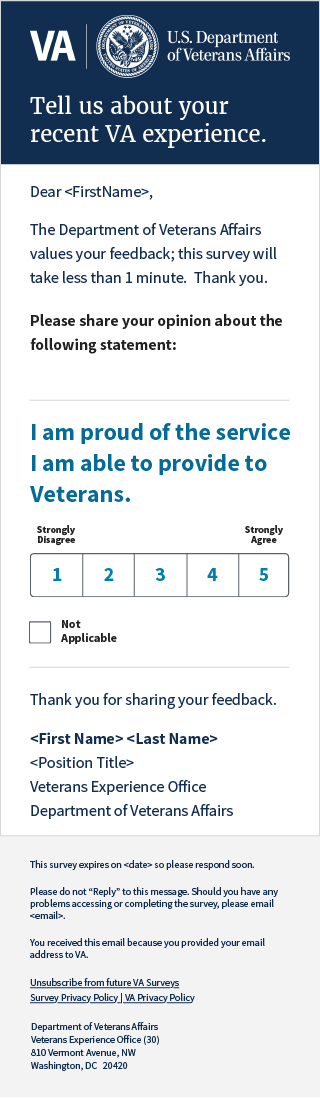 VA
U.S. Department
of Veterans Affairs
Tell us about your
recent VA experience.
Dear <FirstName>,
The Department of Veterans Affairs
values your feedback; this survey will
take less than 1 minute.  Thank you.
Please share your opinion about the
following statement:
I am proud of the service
I am able to provide to
Veterans.
Strongly
Disagree
Strongly
Agree
1 2 3 4 5
Not
Applicable
Thank you for sharing your feedback.
<First Name> <Last Name>
<Position Title>
Veterans Experience Office
Department of Veterans Affairs
This survey expires on <date> so please respond soon.
Please do not “Reply” to this message. Should you have any
problems accessing or completing the survey, please email
<email>.
You received this email because you provided your email
address to VA.
Unsubscribe from future VA Surveys
Survey Privacy Policy | VA Privacy Policy
Department of Veterans Affairs
Veterans Experience Office (30)
810 Vermont Avenue, NW
Washington, DC  20420